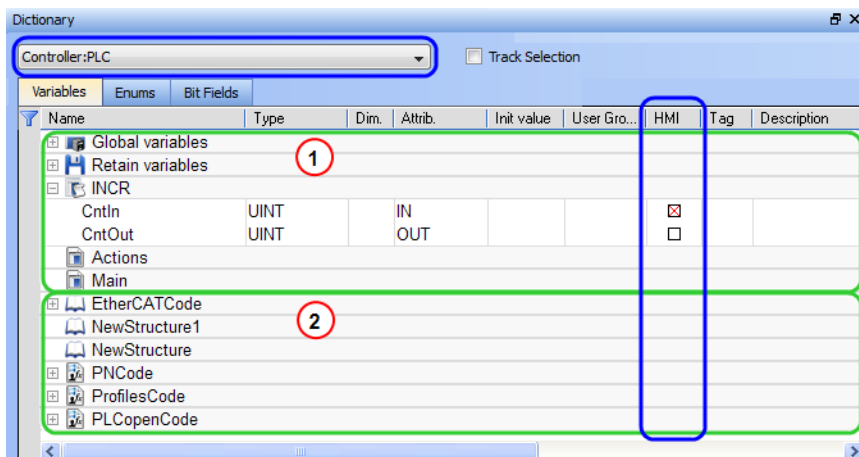 Dictionary
Controller:PLC
Track Selection
Variables Enums Bit Fields
Name Type Dim. Attrib. Init value User Gro... HMI Tag Description
Global variables
1
Retain variables
INCR
CntIn UINT IN
CntOut UINT OUT
Actions
Main
EtherCATCode
2
NewStructure1
NewStructure
PNCode
ProfilesCode
PLCopenCode